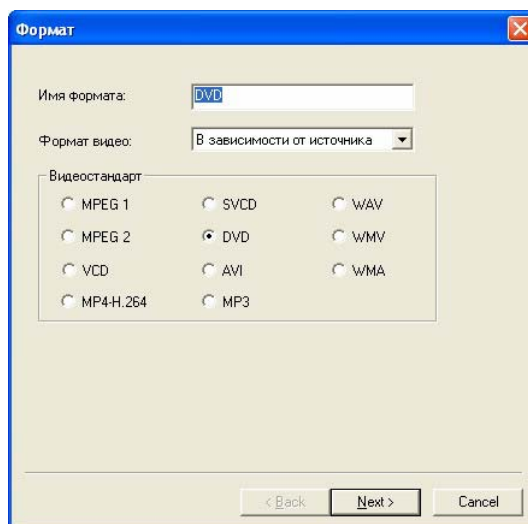 Формат
Имя формата: DVD
Формат видео: В зависимости от источника
Видеостандарт
MPEG 1 SVCD WAV
MPEG 2 DVD WMV
VCD AVI WMA
MP4-H.264 MP3
< Back Next > Cancel